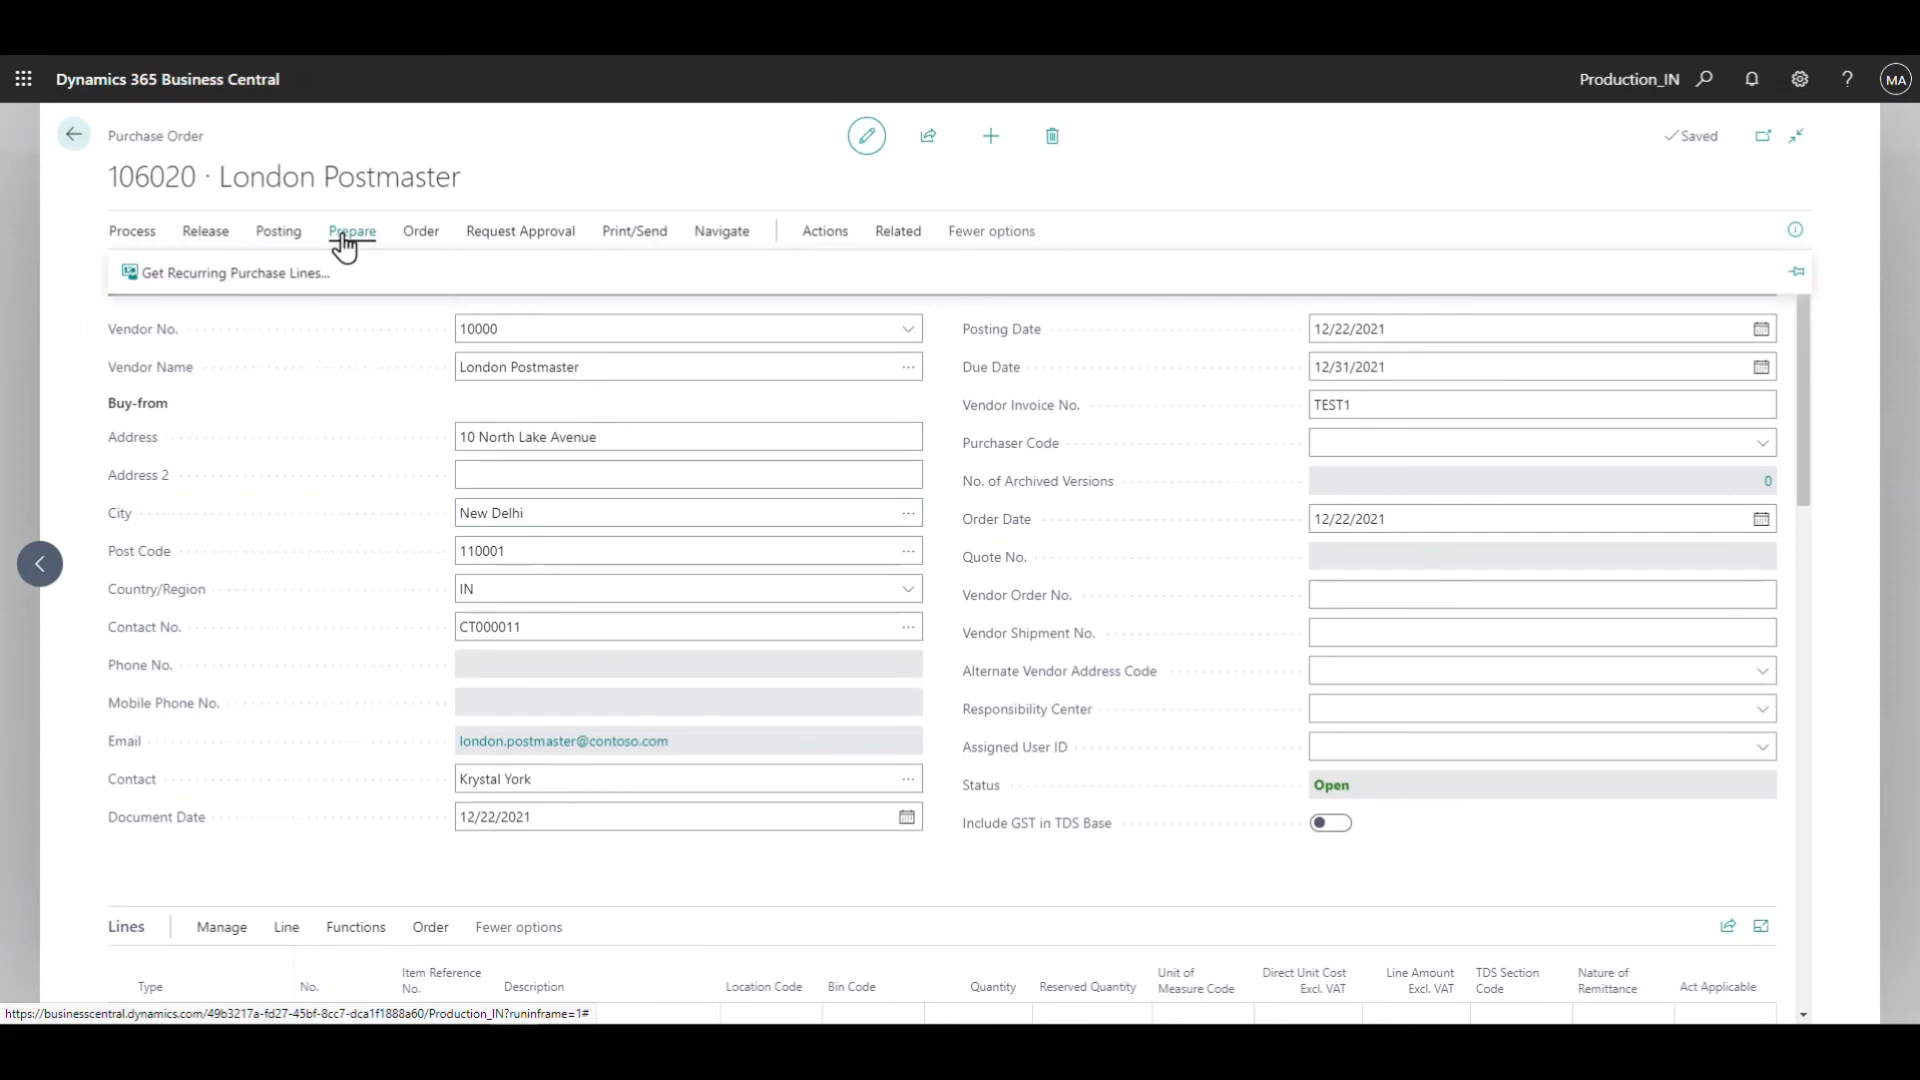 Dynamics 365 Business Central
Production_IN
?
MA
Purchase Order
Saved
106020 · London Postmaster
Process Release Posting Prepare Order Request Approval Print/Send Navigate Actions Related Fewer options
Get Recurring Purchase Lines...
Vendor No. 10000
Vendor Name London Postmaster
Buy-from
Address 10 North Lake Avenue
Address 2
City New Delhi
Post Code 110001
Country/Region IN
Contact No. CT000011
Phone No.
Mobile Phone No.
Email london.postmaster@contoso.com
Contact Krystal York
Document Date 12/22/2021
Posting Date 12/22/2021
Due Date 12/31/2021
Vendor Invoice No. TEST1
Purchaser Code
No. of Archived Versions 0
Order Date 12/22/2021
Quote No.
Vendor Order No.
Vendor Shipment No.
Alternate Vendor Address Code
Responsibility Center
Assigned User ID
Status Open
Include GST in TDS Base
Lines Manage Line Functions Order Fewer options
Type
No.
Item Reference
No.
Description
Location Code
Bin Code
Quantity
Reserved Quantity
Unit of
Measure Code
Direct Unit Cost
Excl. VAT
Line Amount
Excl. VAT
TDS Section
Code
Nature of
Remittance
Act Applicable
https://businesscentral.dynamics.com/49b3217a-fd27-45bf-8cc7-dca1f1888a60/Production_IN?runinframe=1#